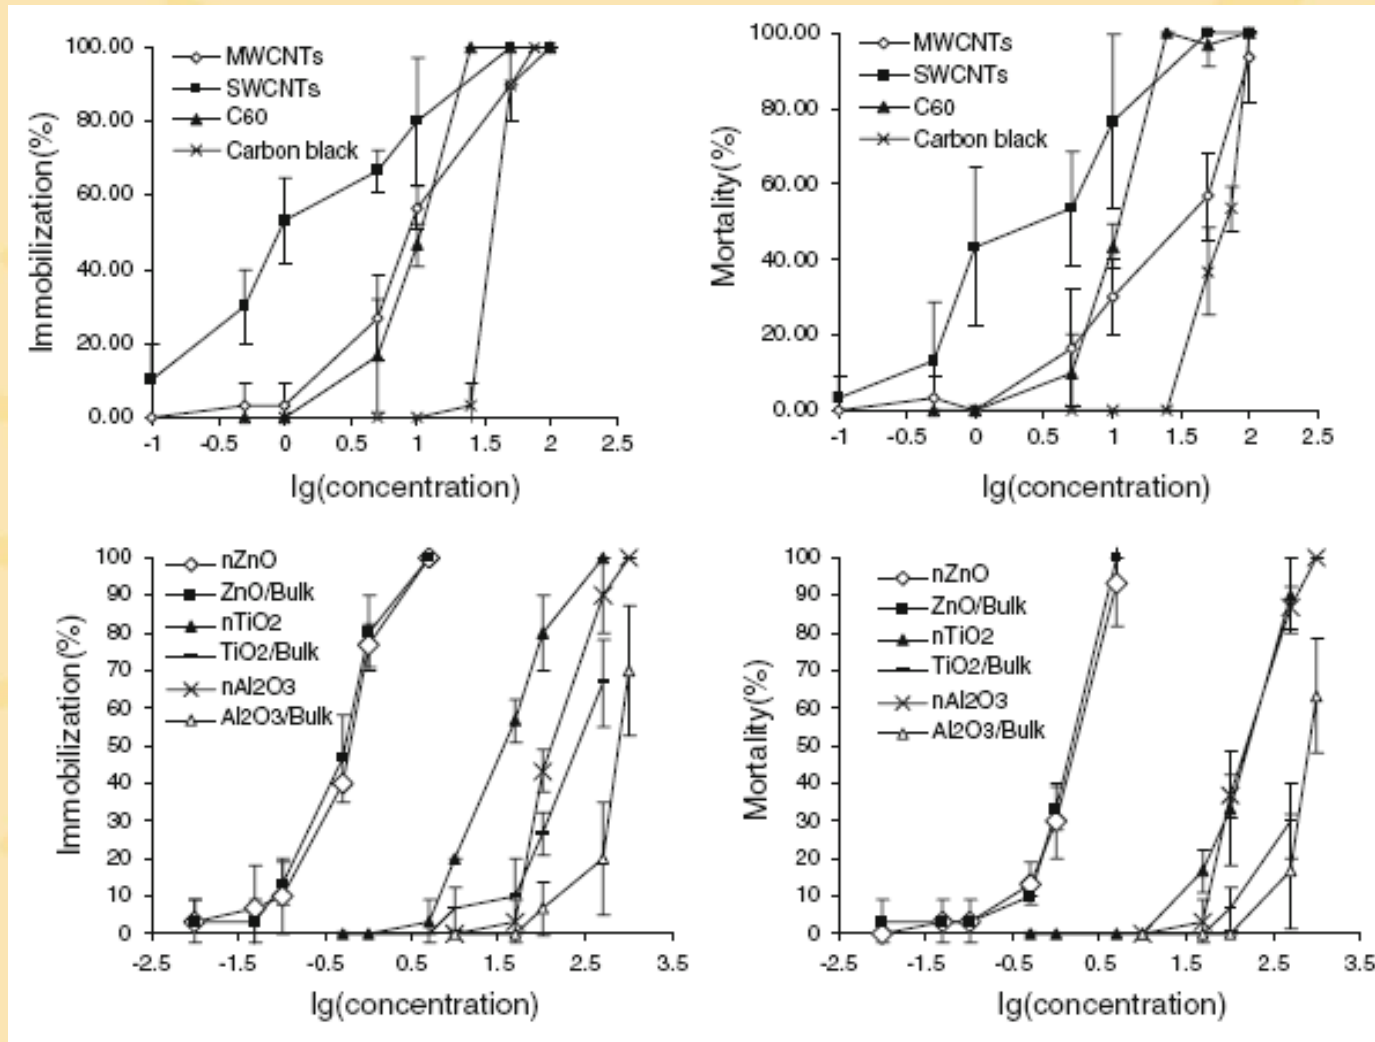 100.00
80.00
60.00
40.00
20.00
0.00
Immobilization(%)
MWCNTs
SWCNTs
C60
Carbon black
-1
-0.5
0
0.5
1
1.5
2
2.5
lg(concentration)
100.00
80.00
60.00
40.00
20.00
0.00
Mortality(%)
MWCNTs
SWCNTs
C60
Carbon black
-1
-0.5
0
0.5
1
1.5
2
2.5
lg(concentration)
100
90
80
70
60
50
40
30
20
10
0
Immobilization(%)
nZnO
ZnO/Bulk
nTiO2
TiO2/Bulk
nAl2O3
Al2O3/Bulk
-2.5
-1.5
-0.5
0.5
1.5
2.5
3.5
lg(concentration)
100
90
80
70
60
50
40
30
20
10
0
Mortality(%)
nZnO
ZnO/Bulk
nTiO2
TiO2/Bulk
nAl2O3
Al2O3/Bulk
-2.5
-1.5
-0.5
0.5
1.5
2.5
3.5
lg(concentration)